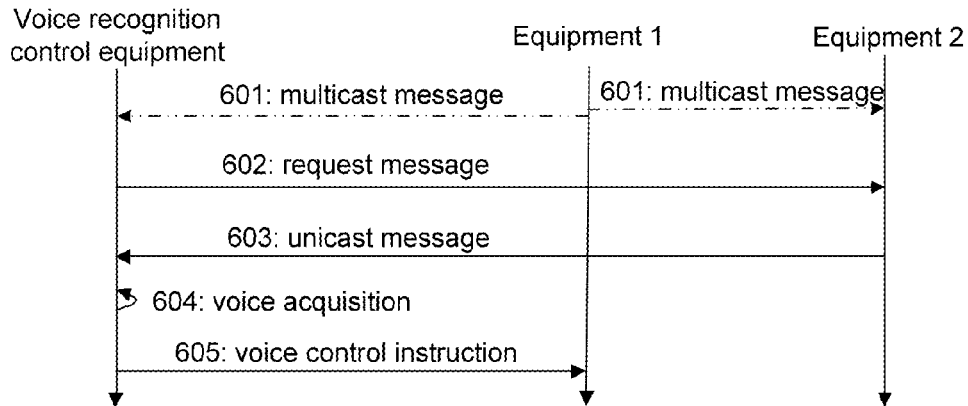 Voice recognition
control equipment
Equipment 1
Equipment 2
601: multicast message
601: multicast message
602: request message
603: unicast message
604: voice acquisition
605: voice control instruction